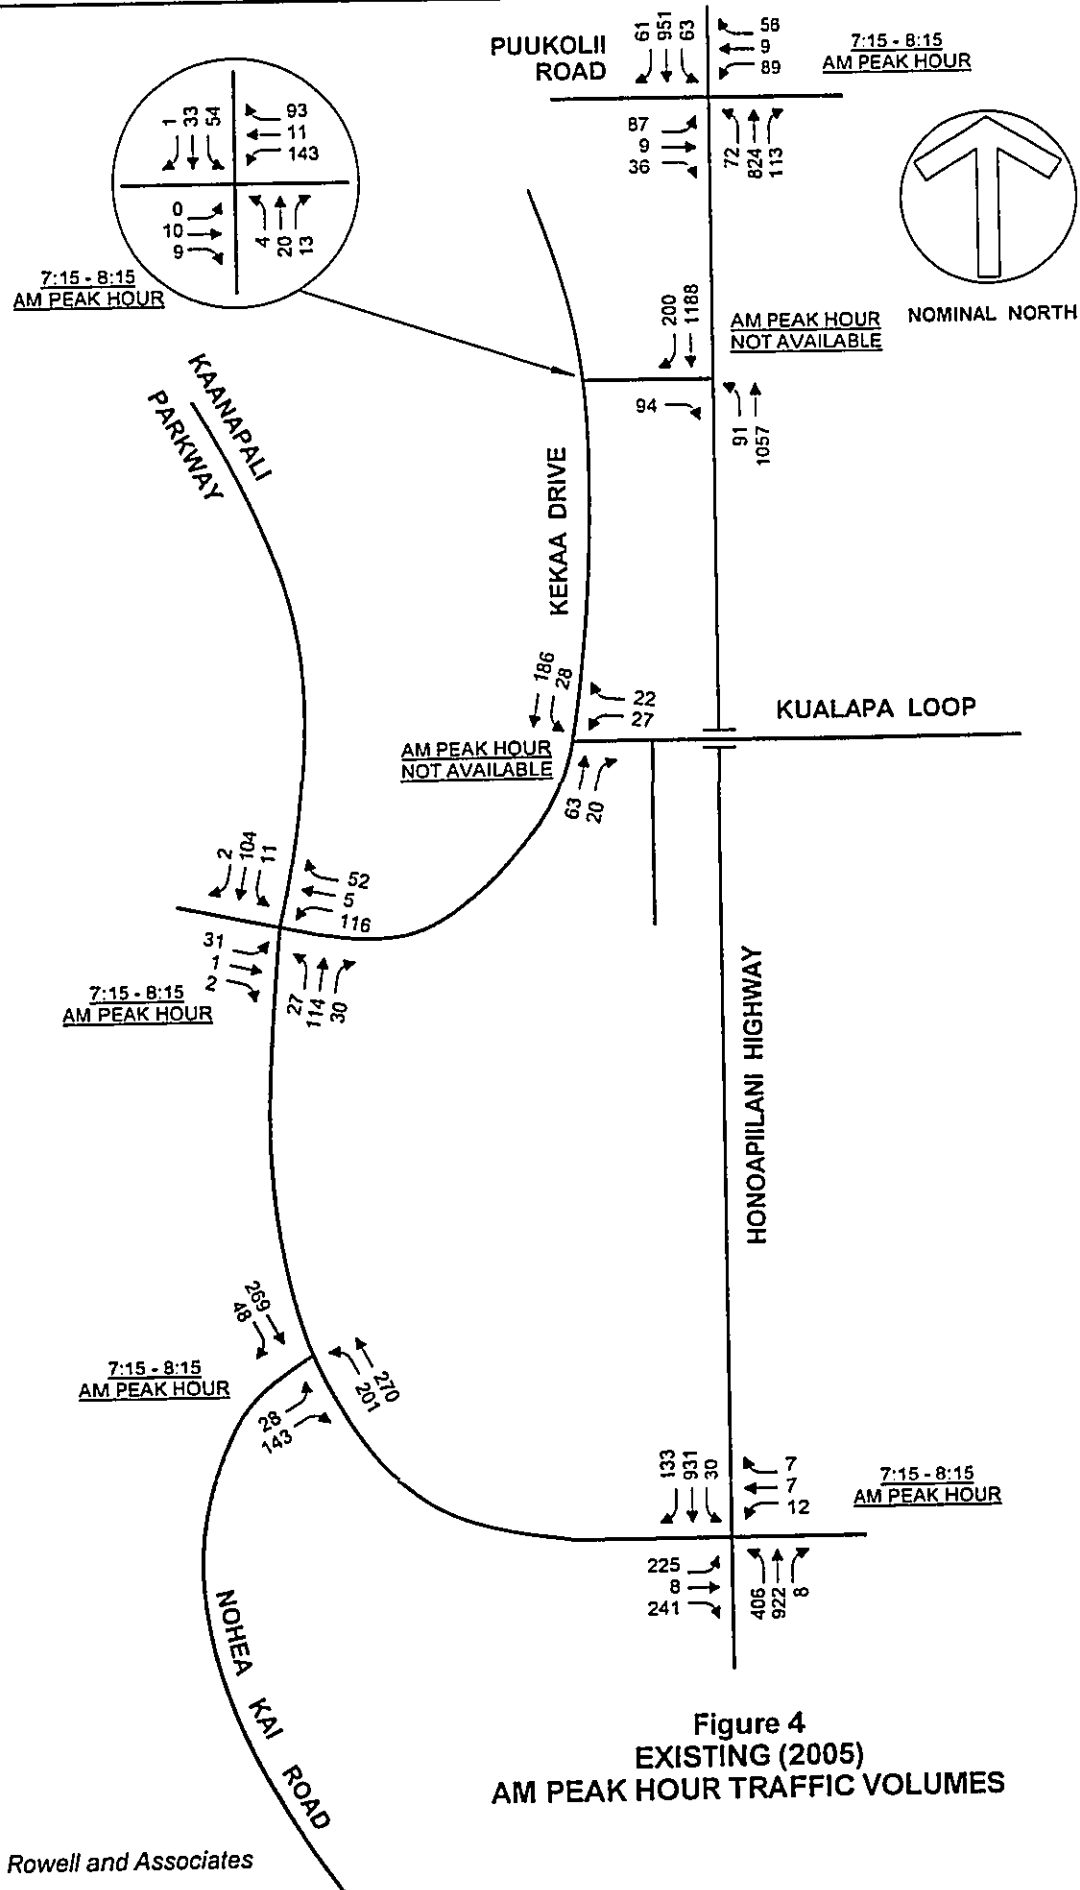 PUUKOLII
ROAD
61
951
63
58
9
89
7:15 - 8:15
AM PEAK HOUR
87
9
36
72
824
113
1
33
54
93
11
143
0
10
9
4
20
13
7:15 - 8:15
AM PEAK HOUR
NOMINAL NORTH
200
1188
AM PEAK HOUR
NOT AVAILABLE
94
91
1057
KAANAPALI
PARKWAY
KEKAA DRIVE
186
28
22
27
KUALAPA LOOP
AM PEAK HOUR
NOT AVAILABLE
63
20
2
104
11
52
5
116
31
1
2
27
114
30
7:15 - 8:15
AM PEAK HOUR
HONOAPIILANI HIGHWAY
269
48
7:15 - 8:15
AM PEAK HOUR
270
201
28
143
133
931
30
7
7
12
7:15 - 8:15
AM PEAK HOUR
225
8
241
406
922
8
NOHEA KAI ROAD
Figure 4
EXISTING (2005)
AM PEAK HOUR TRAFFIC VOLUMES
Rowell and Associates